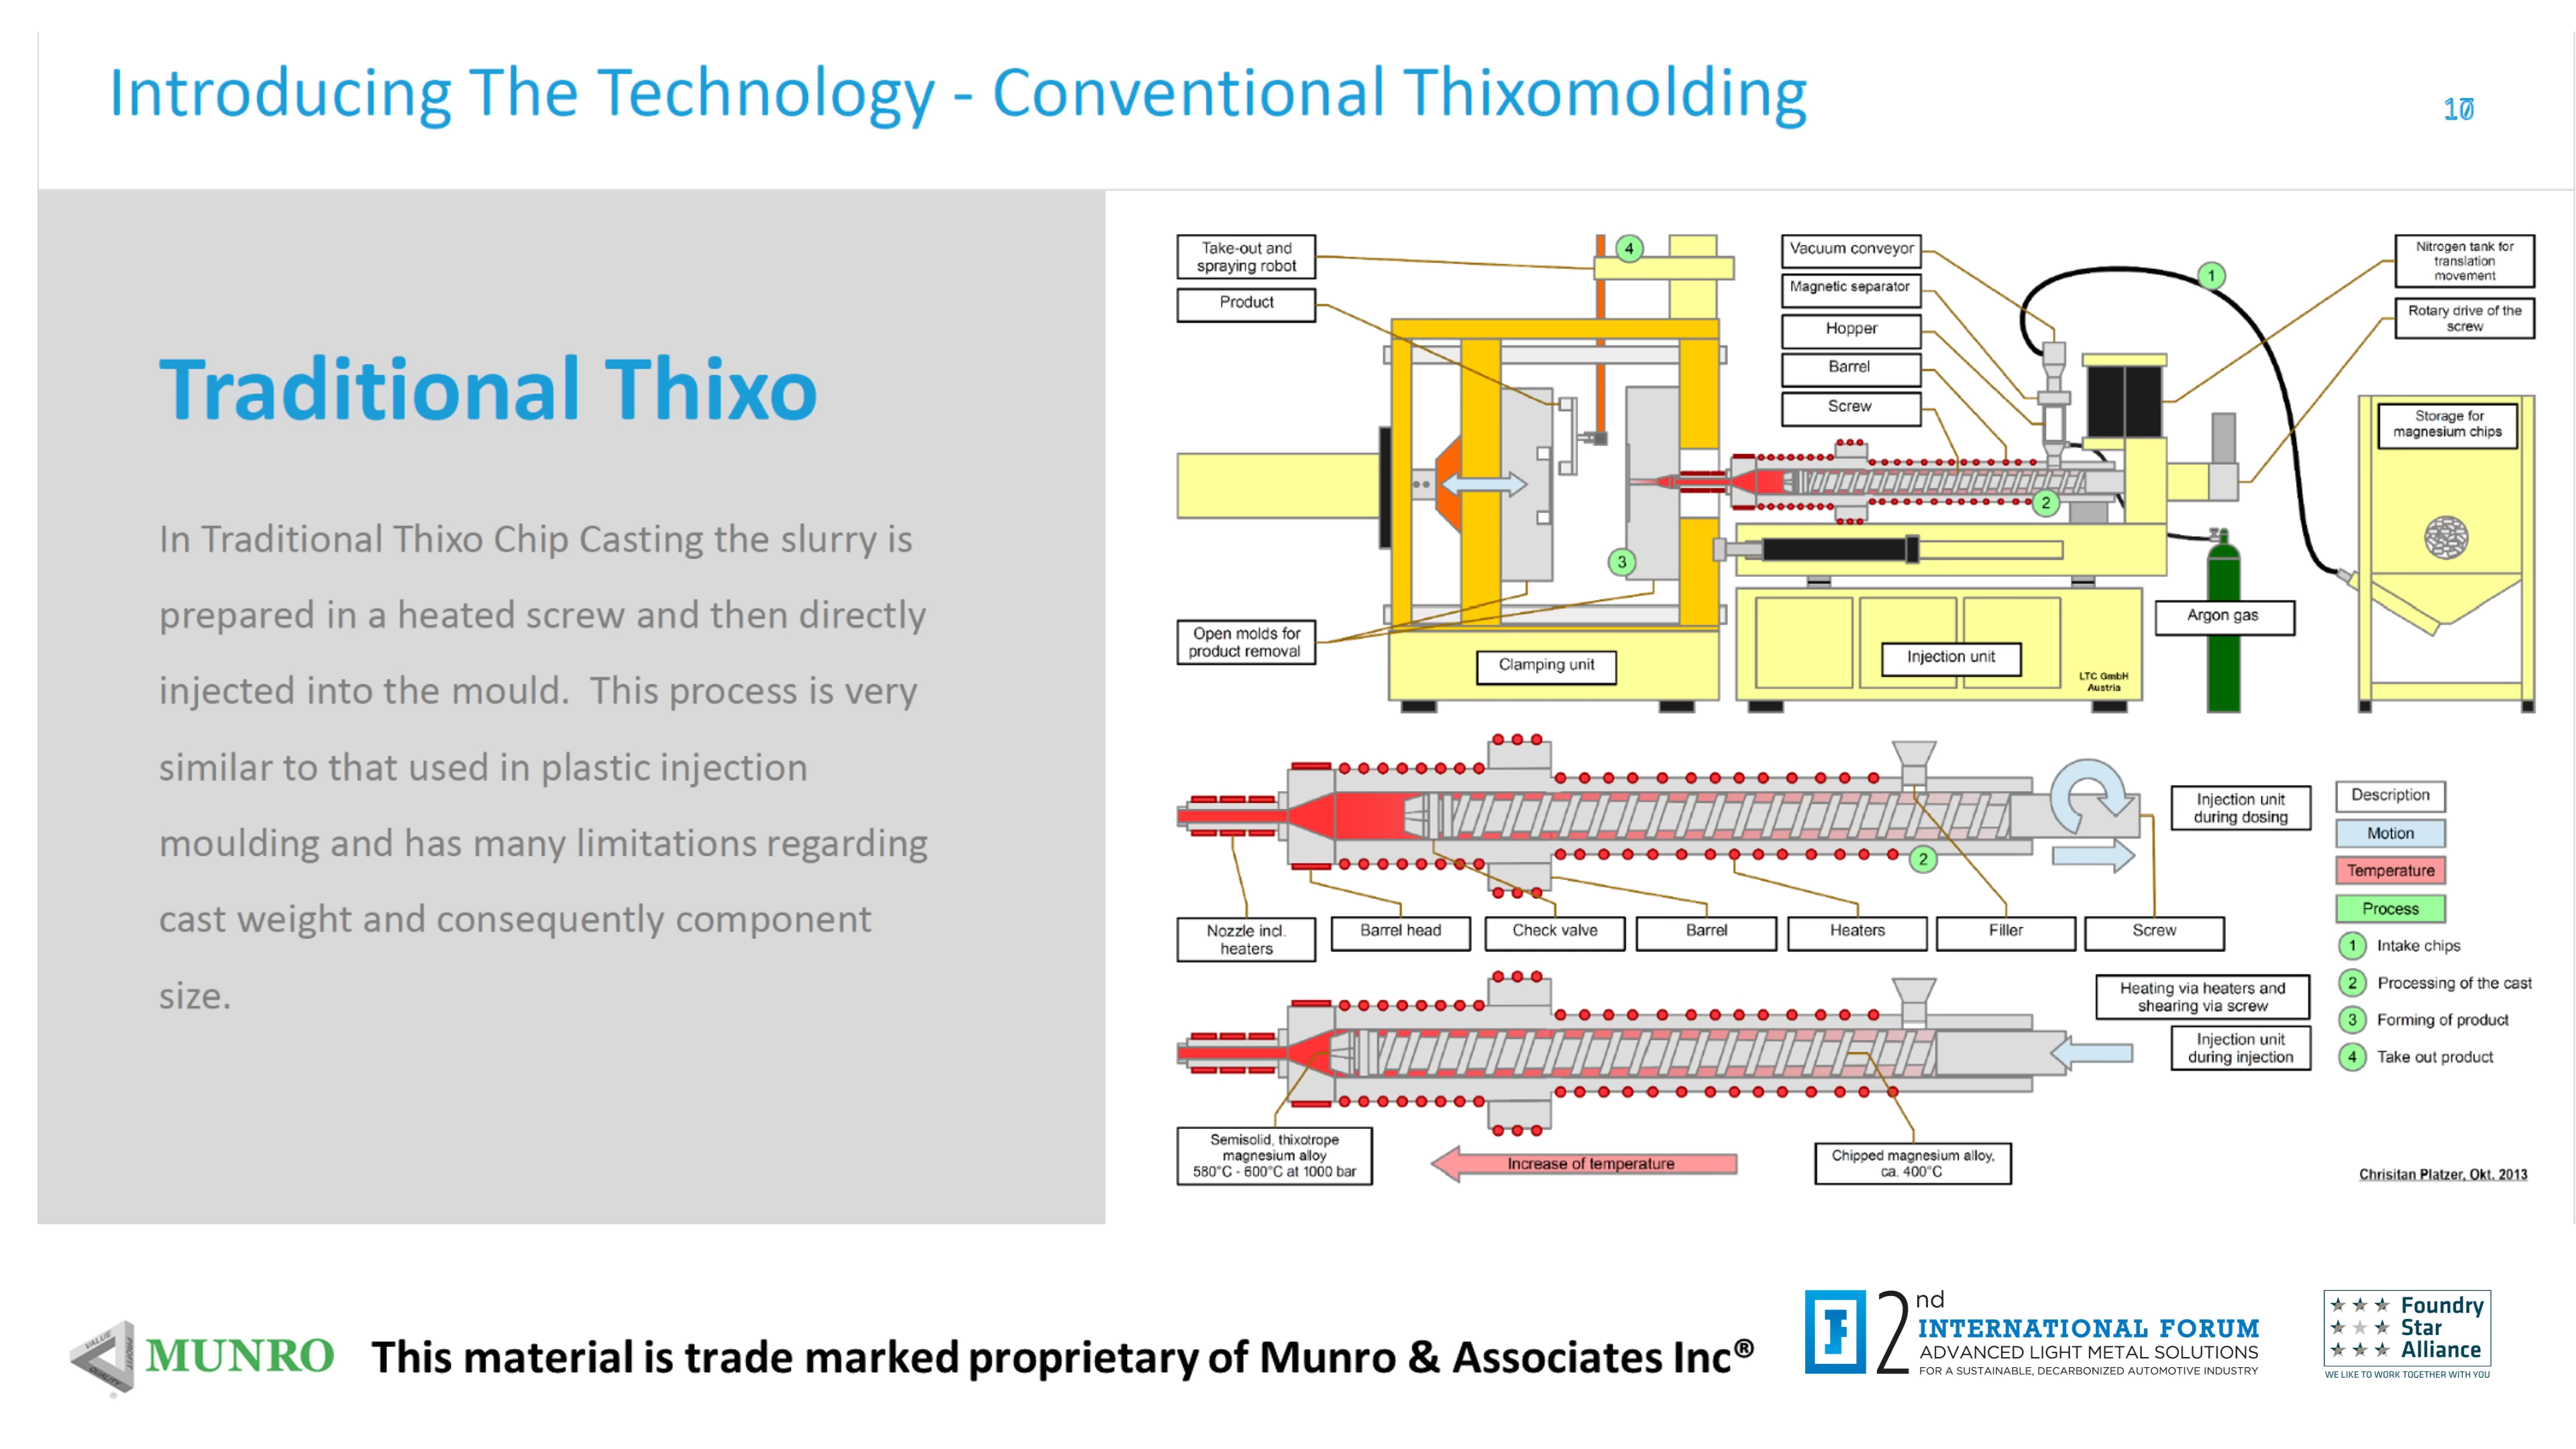 Introducing The Technology - Conventional Thixomolding
Traditional Thixo
In Traditional Thixo Chip Casting the slurry is
prepared in a heated screw and then directly
injected into the mould.  This process is very
similar to that used in plastic injection
moulding and has many limitations regarding
cast weight and consequently component
size.
Take-out and
spraying robot
Product
4
Vacuum conveyor
Magnetic separator
Hopper
Barrel
Screw
1
Nitrogen tank for
translation
movement
Rotary drive of the
screw
Storage for
magnesium chips
2
3
Open molds for
product removal
Clamping unit
Injection unit
LTC GmbH
Austria
Argon gas
Injection unit
during dosing
2
Nozzle incl.
heaters
Barrel head
Check valve
Barrel
Heaters
Filler
Screw
Heating via heaters and
shearing via screw
Injection unit
during injection
Semisolid, thixotrope
magnesium alloy
580°C - 600°C at 1000 bar
Increase of temperature
Chipped magnesium alloy,
ca. 400°C
Description
Motion
Temperature
Process
1 Intake chips
2 Processing of the cast
3 Forming of product
4 Take out product
Chrisitan Platzer, Okt. 2013
VALUE
PROFIT
QUALITY
MUNRO
This material is trade marked proprietary of Munro & Associates Inc®
2nd
INTERNATIONAL FORUM
ADVANCED LIGHT METAL SOLUTIONS
FOR A SUSTAINABLE, DECARBONIZED AUTOMOTIVE INDUSTRY
Foundry
Star
Alliance
WE LIKE TO WORK TOGETHER WITH YOU